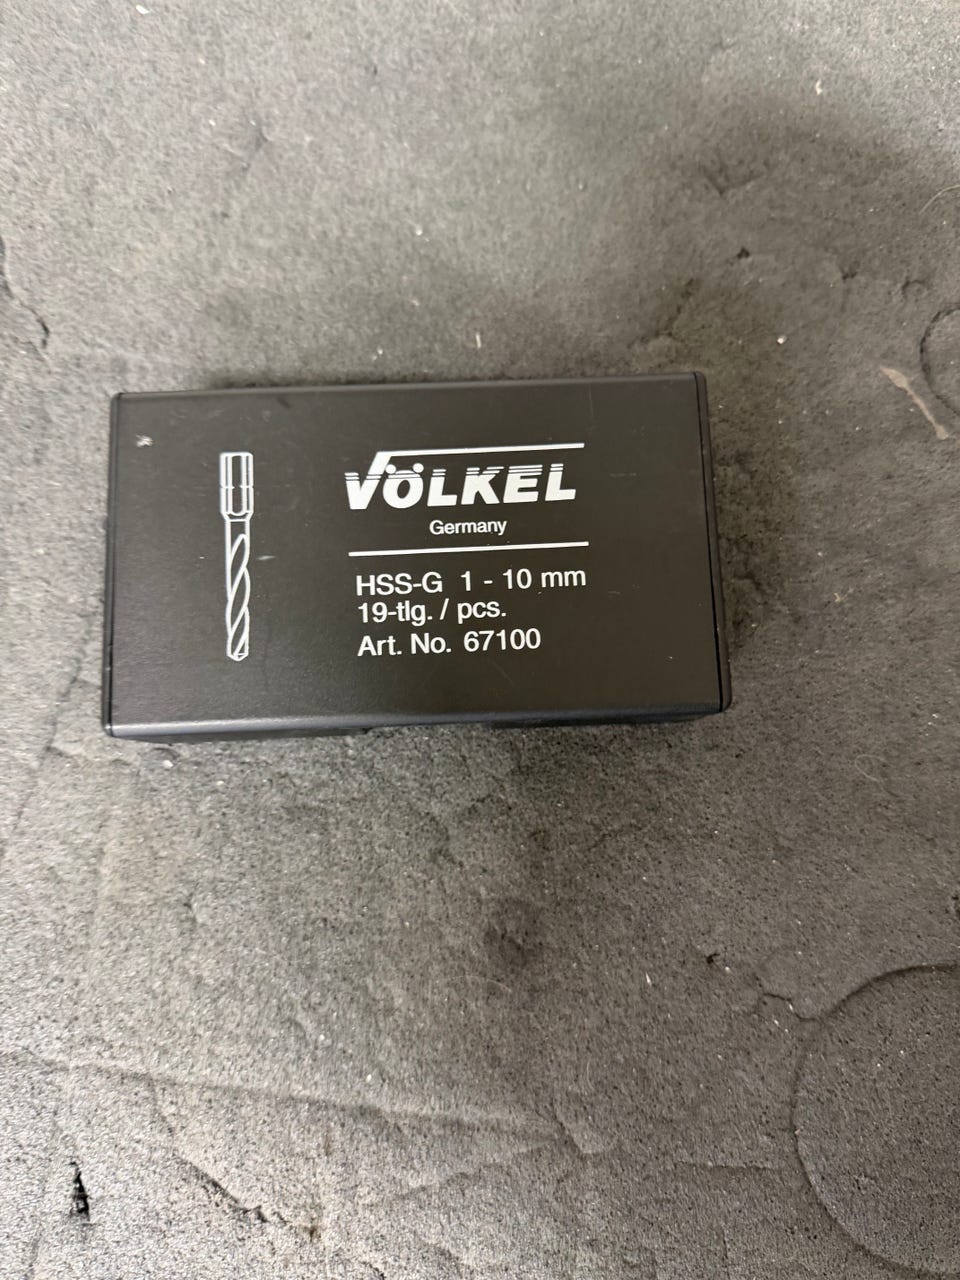 VÖLKEL
Germany
HSS-G 1 - 10 mm
19-tlg. / pcs.
Art. No. 67100